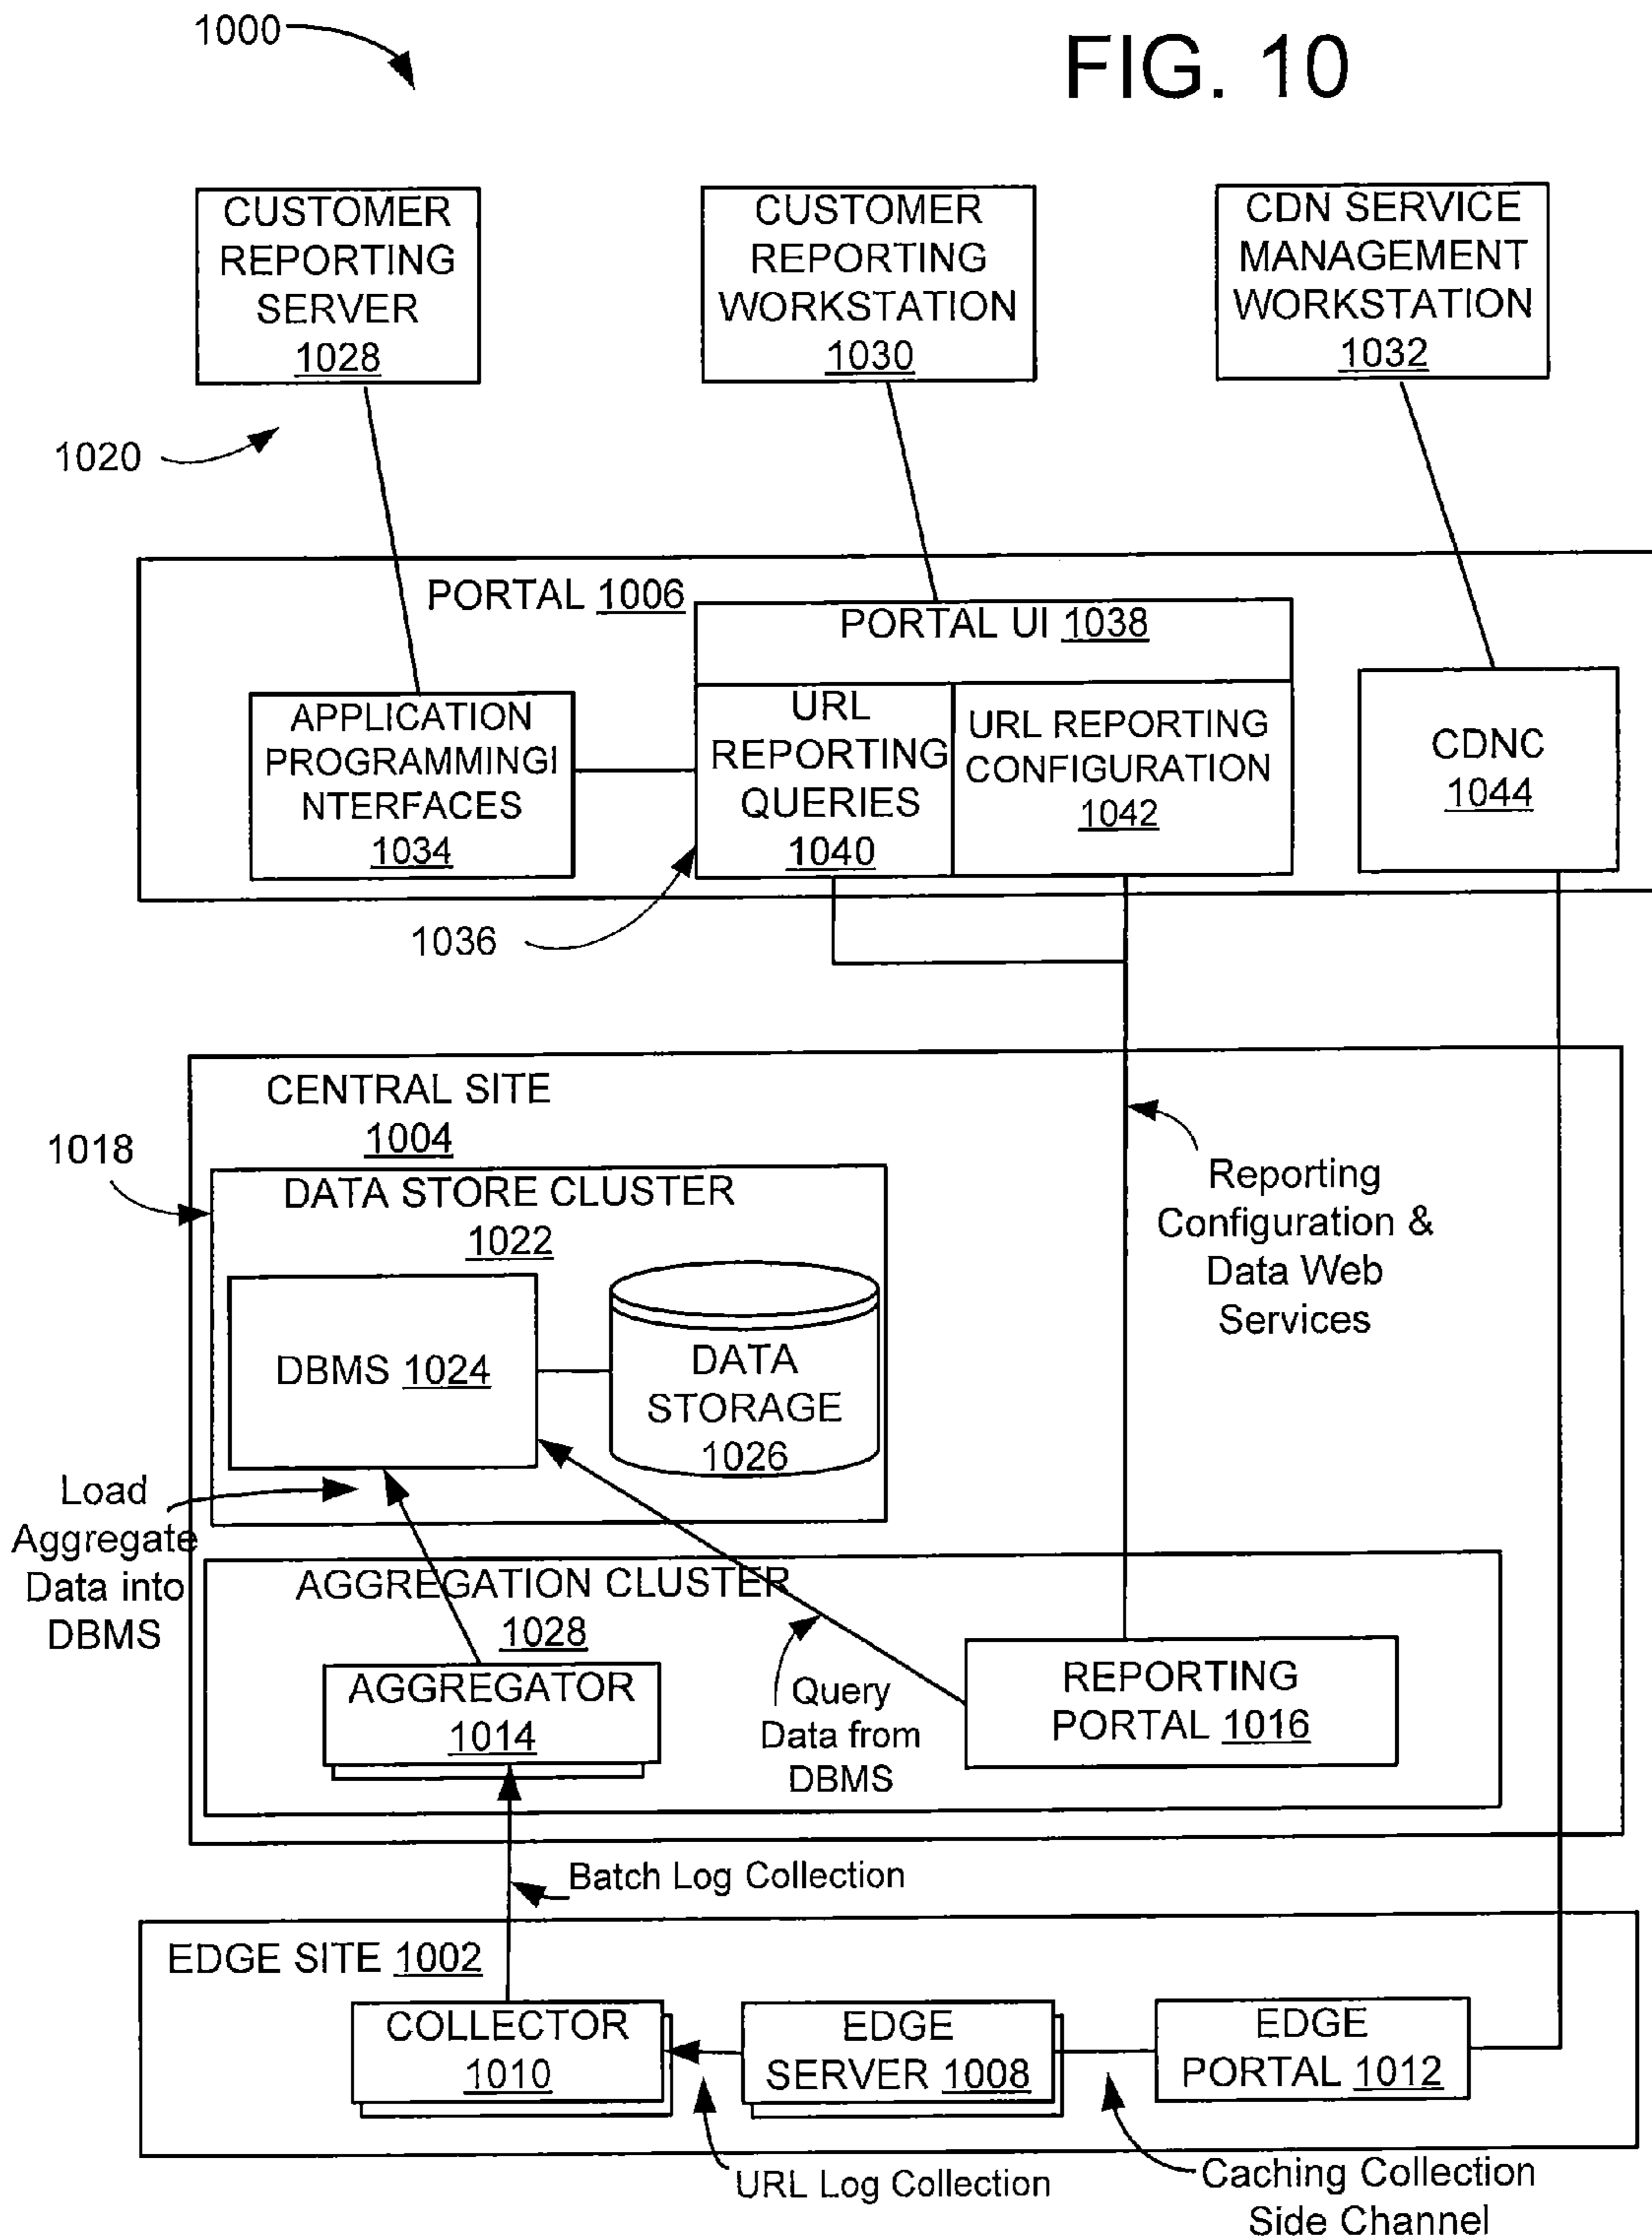 1000
FIG. 10
CUSTOMER
REPORTING
SERVER
1028
CUSTOMER
REPORTING
WORKSTATION
1030
CDN SERVICE
MANAGEMENT
WORKSTATION
1032
1020
PORTAL 1006
PORTAL UI 1038
APPLICATION
PROGRAMMINGI
NTERFACES
1034
URL
REPORTING
QUERIES
1040
URL REPORTING
CONFIGURATION
1042
CDNC
1044
1036
CENTRAL SITE
1004
1018
DATA STORE CLUSTER
1022
DBMS 1024
DATA
STORAGE
1026
Reporting
Configuration &
Data Web
Services
Load
Aggregate
Data into
DBMS
AGGREGATION CLUSTER
1028
AGGREGATOR
1014
Query
Data from
DBMS
REPORTING
PORTAL 1016
Batch Log Collection
EDGE SITE 1002
COLLECTOR
1010
EDGE
SERVER 1008
EDGE
PORTAL 1012
URL Log Collection
Caching Collection
Side Channel